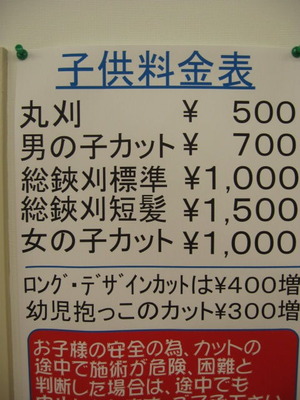 子供料金表
丸刈 ¥ 500
男の子カット ¥ 700
総鋏刈標準 ¥1,000
総鋏刈短髪 ¥1,500
女の子カット ¥1,000
ロング・デザインカットは¥400増
幼児抱っこのカット¥300増
お子様の安全の為、カットの
途中で施術が危険、困難と
判断した場合は、途中でも